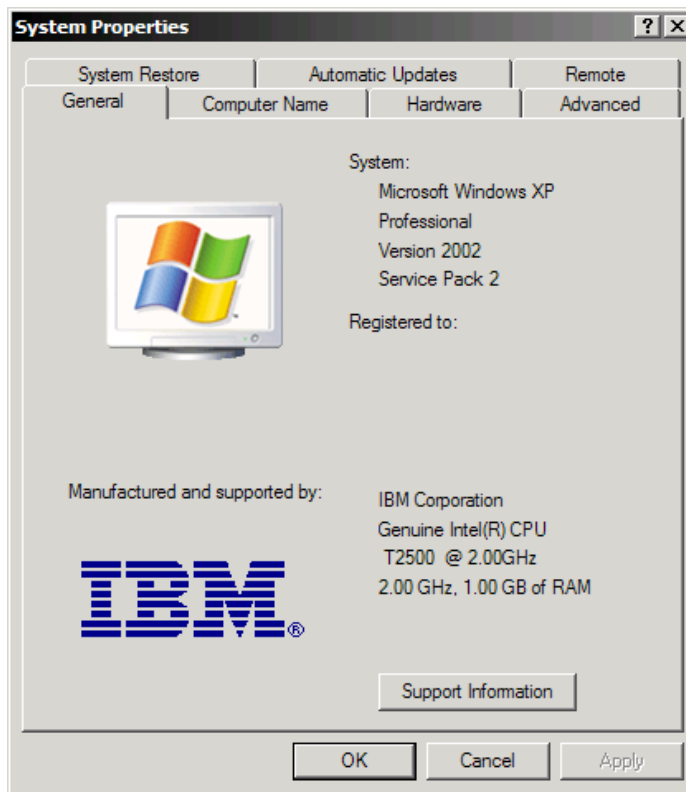 System Properties
System Restore
Automatic Updates
Remote
General
Computer Name
Hardware
Advanced
System:
Microsoft Windows XP
Professional
Version 2002
Service Pack 2
Registered to:
Manufactured and supported by:
IBM Corporation
Genuine Intel(R) CPU
T2500 @ 2.00GHz
2.00 GHz, 1.00 GB of RAM
IBM®
Support Information
OK
Cancel
Apply